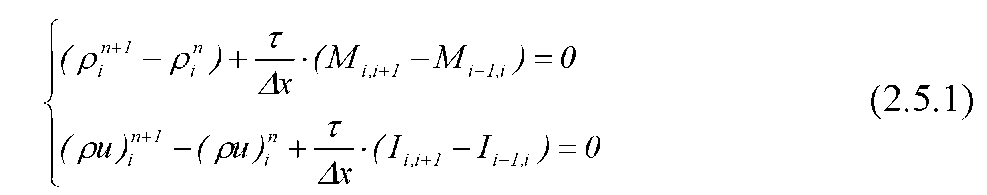 ( ρ_i^{n+1} − ρ_i^n ) + τ/Δx · ( M_{i,i+1} − M_{i−1,i} ) = 0
(2.5.1)
( ρu )_i^{n+1} − ( ρu )_i^n + τ/Δx · ( I_{i,i+1} − I_{i−1,i} ) = 0